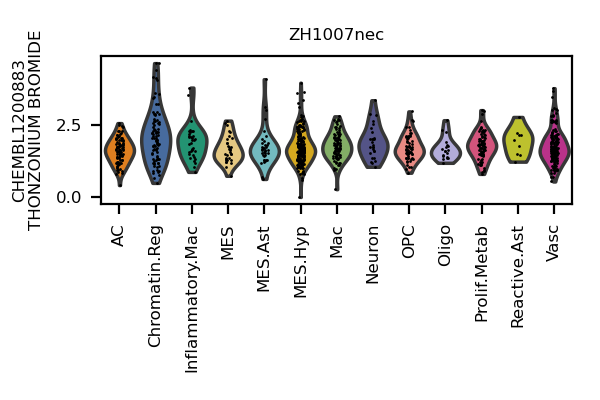 ZH1007nec
CHEMBL1200883
THONZONIUM BROMIDE
2.5
0.0
AC
Chromatin.Reg
Inflammatory.Mac
MES
MES.Ast
MES.Hyp
Mac
Neuron
OPC
Oligo
Prolif.Metab
Reactive.Ast
Vasc